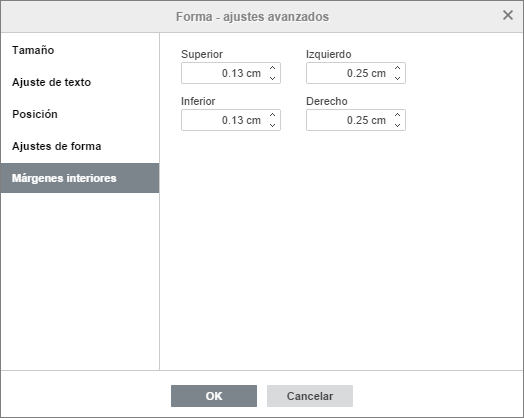 Forma - ajustes avanzados
Tamaño
Ajuste de texto
Posición
Ajustes de forma
Márgenes interiores
Superior Izquierdo
0.13 cm 0.25 cm
Inferior Derecho
0.13 cm 0.25 cm
OK Cancelar